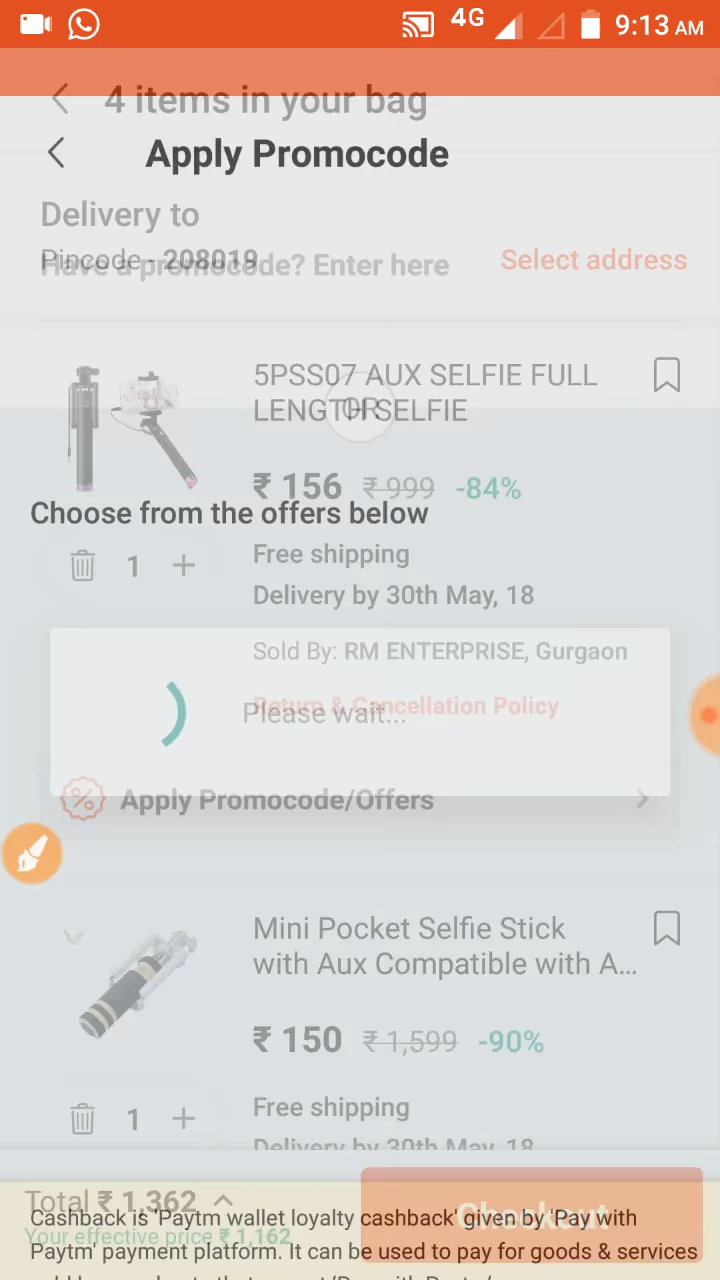 4G 9:13 AM
4 items in your bag
Apply Promocode
Delivery to
Pincode - 208019
Have a promocode? Enter here
Select address
5PSS07 AUX SELFIE FULL
LENGTH SELFIE
OR
₹ 156 ₹ 999 -84%
Choose from the offers below
1 +
Free shipping
Delivery by 30th May, 18
Sold By: RM ENTERPRISE, Gurgaon
Return & Cancellation Policy
Please wait...
Apply Promocode/Offers
Mini Pocket Selfie Stick
with Aux Compatible with A...
₹ 150 ₹ 1,599 -90%
1 +
Free shipping
Delivery by 30th May, 18
Total ₹ 1,362
Checkout
Your effective price ₹ 1,162
Cashback is 'Paytm wallet loyalty cashback' given by 'Pay with
Paytm' payment platform. It can be used to pay for goods & services